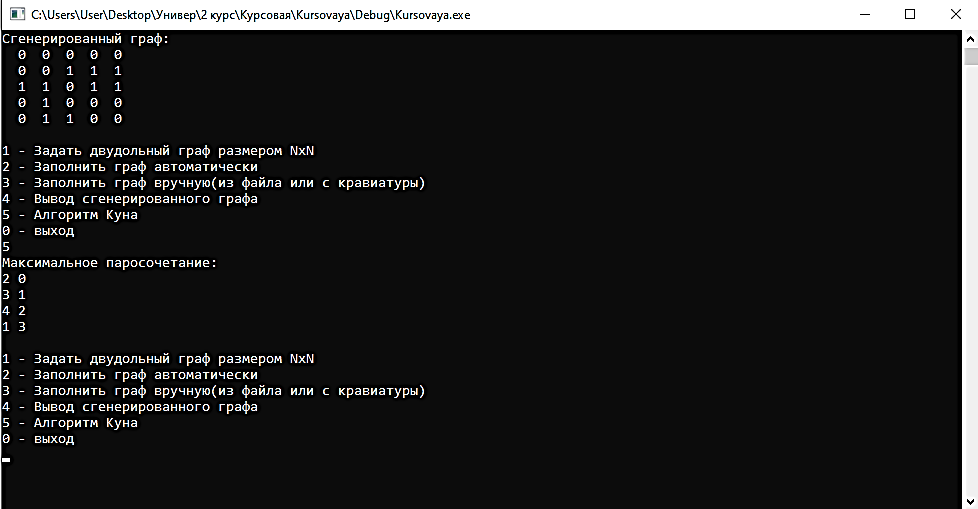 C:\Users\User\Desktop\Универ\2 курс\Курсовая\Kursovaya\Debug\Kursovaya.exe
Сгенерированный граф:
0 0 0 0 0
0 0 1 1 1
1 1 0 1 1
0 1 0 0 0
0 1 1 0 0
1 - Задать двудольный граф размером NxN
2 - Заполнить граф автоматически
3 - Заполнить граф вручную(из файла или с кравиатуры)
4 - Вывод сгенерированного графа
5 - Алгоритм Куна
0 - выход
5
Максимальное паросочетание:
2 0
3 1
4 2
1 3
1 - Задать двудольный граф размером NxN
2 - Заполнить граф автоматически
3 - Заполнить граф вручную(из файла или с кравиатуры)
4 - Вывод сгенерированного графа
5 - Алгоритм Куна
0 - выход